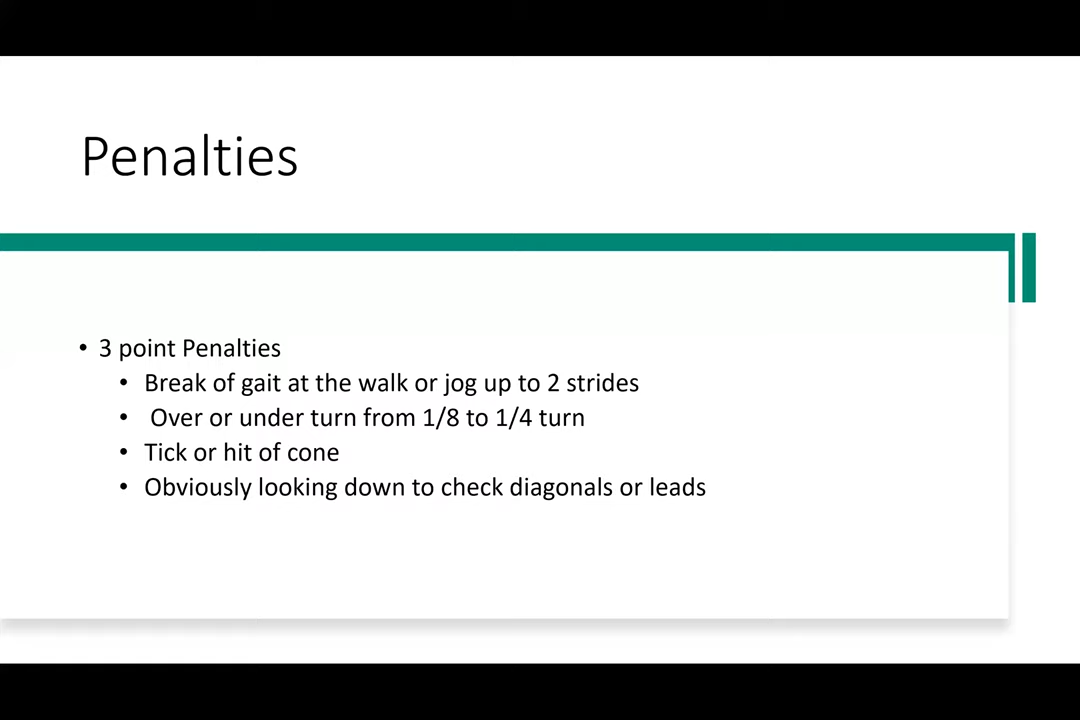 Penalties
• 3 point Penalties
• Break of gait at the walk or jog up to 2 strides
• Over or under turn from 1/8 to 1/4 turn
• Tick or hit of cone
• Obviously looking down to check diagonals or leads